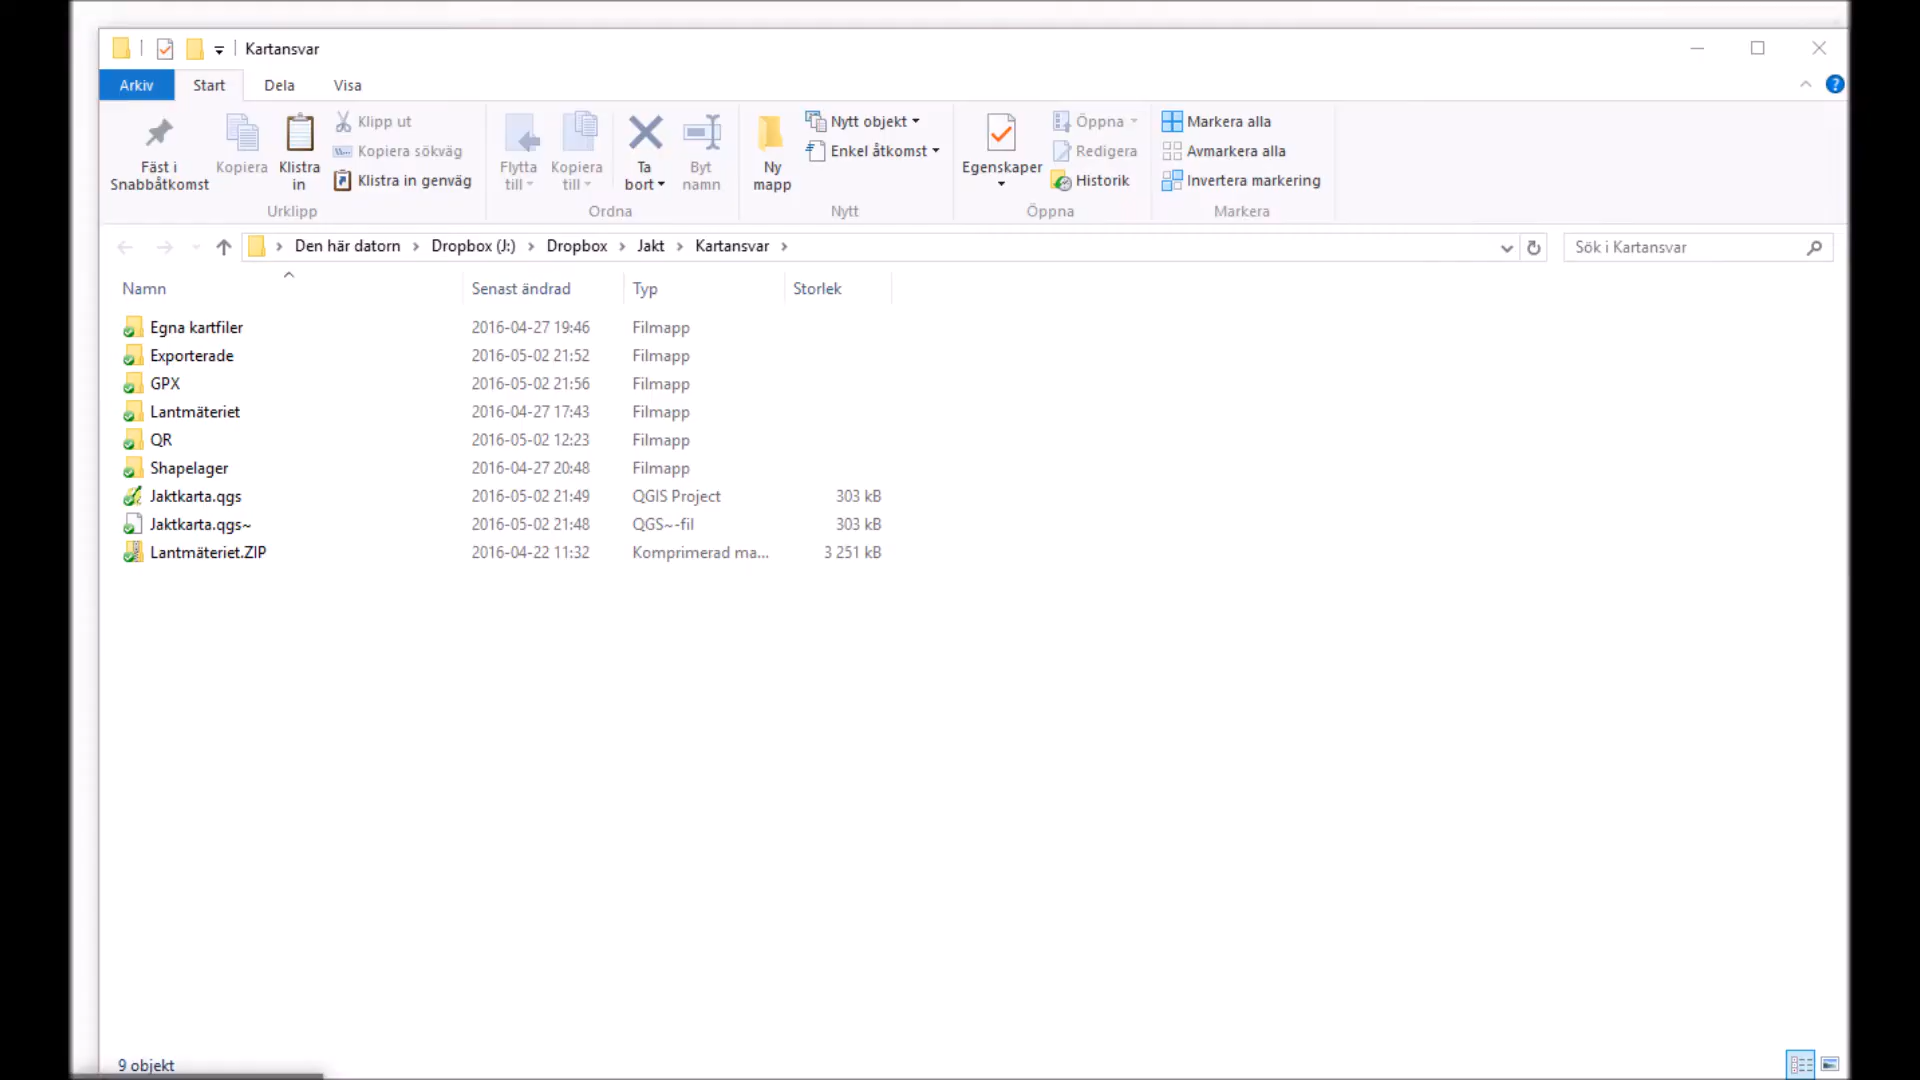 Kartansvar
Arkiv Start Dela Visa
Fäst i Snabbåtkomst
Kopiera
Klistra in
Klipp ut
Kopiera sökväg
Klistra in genväg
Urklipp
Flytta till
Kopiera till
Ta bort
Byt namn
Ordna
Ny mapp
Nytt objekt
Enkel åtkomst
Nytt
Egenskaper
Öppna
Redigera
Historik
Öppna
Markera alla
Avmarkera alla
Invertera markering
Markera
Den här datorn > Dropbox (J:) > Dropbox > Jakt > Kartansvar >
Sök i Kartansvar
Namn Senast ändrad Typ Storlek
Egna kartfiler 2016-04-27 19:46 Filmapp
Exporterade 2016-05-02 21:52 Filmapp
GPX 2016-05-02 21:56 Filmapp
Lantmäteriet 2016-04-27 17:43 Filmapp
QR 2016-05-02 12:23 Filmapp
Shapelager 2016-04-27 20:48 Filmapp
Jaktkarta.qgs 2016-05-02 21:49 QGIS Project 303 kB
Jaktkarta.qgs~ 2016-05-02 21:48 QGS~-fil 303 kB
Lantmäteriet.ZIP 2016-04-22 11:32 Komprimerad ma... 3 251 kB
9 objekt